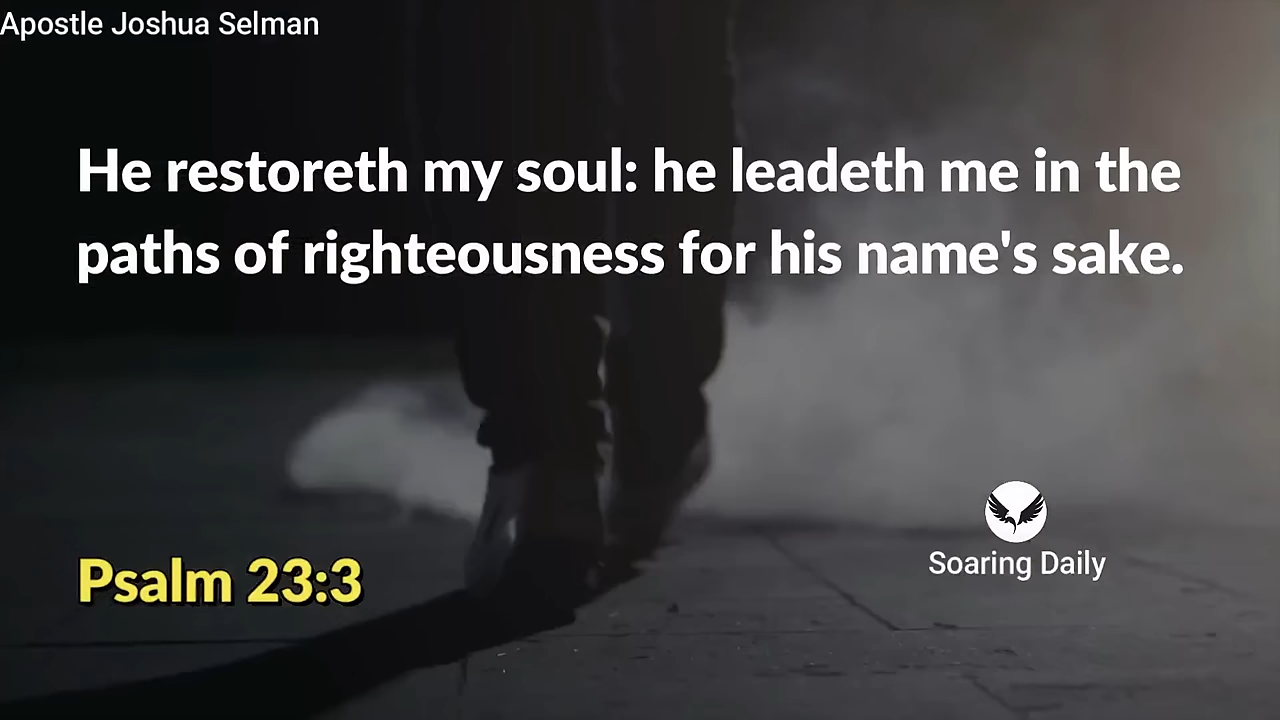 Apostle Joshua Selman
He restoreth my soul: he leadeth me in the
paths of righteousness for his name's sake.
Soaring Daily
Psalm 23:3